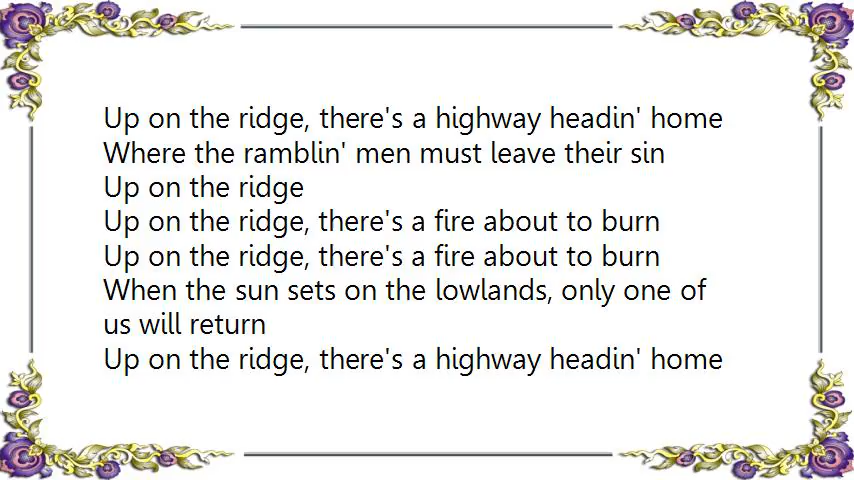 Up on the ridge, there's a highway headin' home
Where the ramblin' men must leave their sin
Up on the ridge
Up on the ridge, there's a fire about to burn
Up on the ridge, there's a fire about to burn
When the sun sets on the lowlands, only one of
us will return
Up on the ridge, there's a highway headin' home